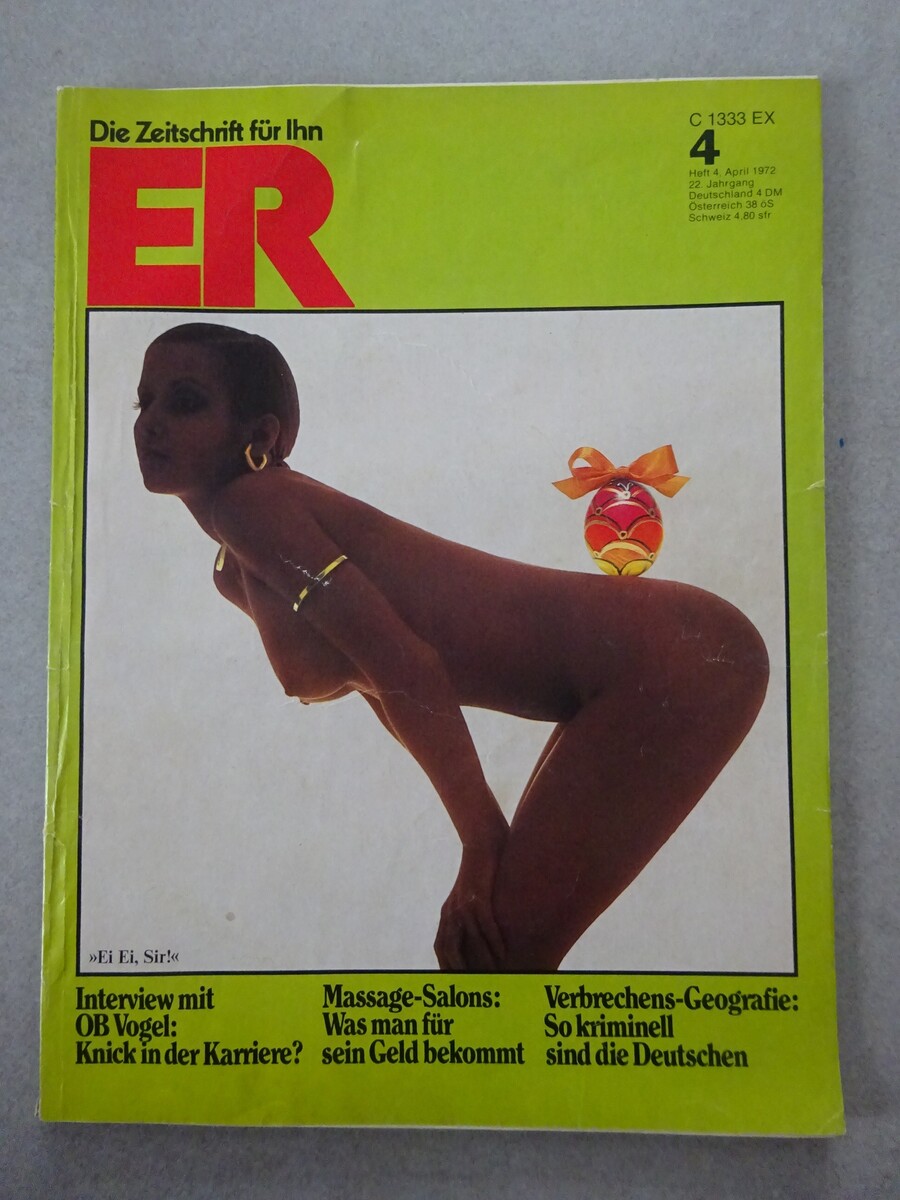 Die Zeitschrift für Ihn
ER
C 1333 EX
4
Heft 4, April 1972
22. Jahrgang
Deutschland 4 DM
Österreich 38 öS
Schweiz 4.80 sfr
»Ei Ei, Sir!«
Interview mit
OB Vogel:
Knick in der Karriere?
Massage-Salons:
Was man für
sein Geld bekommt
Verbrechens-Geografie:
So kriminell
sind die Deutschen